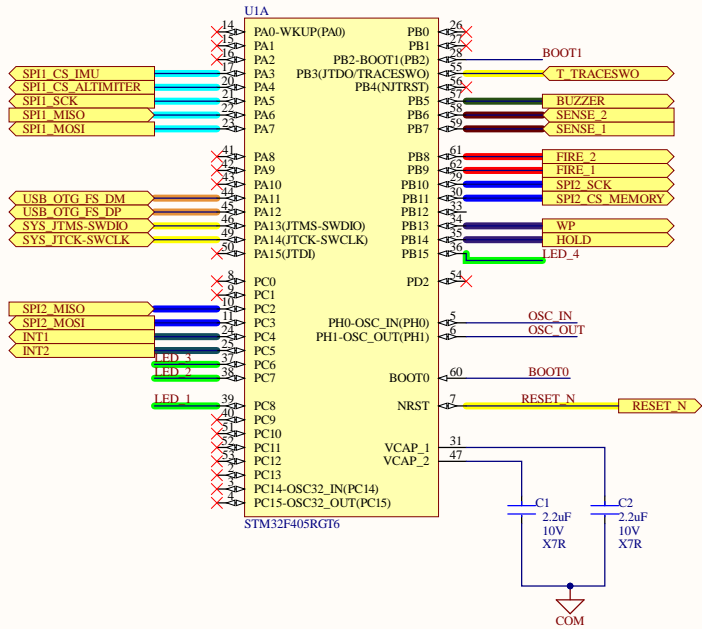 U1A
14 PA0-WKUP(PA0) PB0 26
15 PA1 PB1 27
16 PA2 PB2-BOOT1(PB2) 28 BOOT1
SPI1_CS_IMU 17 PA3 PB3(JTDO/TRACESWO) 55 T_TRACESWO
SPI1_CS_ALTIMITER 20 PA4 PB4(NJTRST) 56
SPI1_SCK 21 PA5 PB5 57 BUZZER
SPI1_MISO 22 PA6 PB6 58 SENSE_2
SPI1_MOSI 23 PA7 PB7 59 SENSE_1
41 PA8 PB8 61 FIRE_2
42 PA9 PB9 62 FIRE_1
43 PA10 PB10 29 SPI2_SCK
USB_OTG_FS_DM 44 PA11 PB11 30 SPI2_CS_MEMORY
USB_OTG_FS_DP 45 PA12 PB12 33
SYS_JTMS-SWDIO 46 PA13(JTMS-SWDIO) PB13 34 WP
SYS_JTCK-SWCLK 49 PA14(JTCK-SWCLK) PB14 35 HOLD
50 PA15(JTDI) PB15 36 LED_4
8 PC0 PD2 54
9 PC1
SPI2_MISO 10 PC2
SPI2_MOSI 11 PC3 PH0-OSC_IN(PH0) 5 OSC_IN
INT1 24 PC4 PH1-OSC_OUT(PH1) 6 OSC_OUT
INT2 25 PC5
LED_3 37 PC6
LED_2 38 PC7 BOOT0 60 BOOT0
LED_1 39 PC8 NRST 7 RESET_N RESET_N
40 PC9
51 PC10
52 PC11 VCAP_1 31
53 PC12 VCAP_2 47
2 PC13
3 PC14-OSC32_IN(PC14)
4 PC15-OSC32_OUT(PC15)
STM32F405RGT6
C1
2.2uF
10V
X7R
C2
2.2uF
10V
X7R
COM